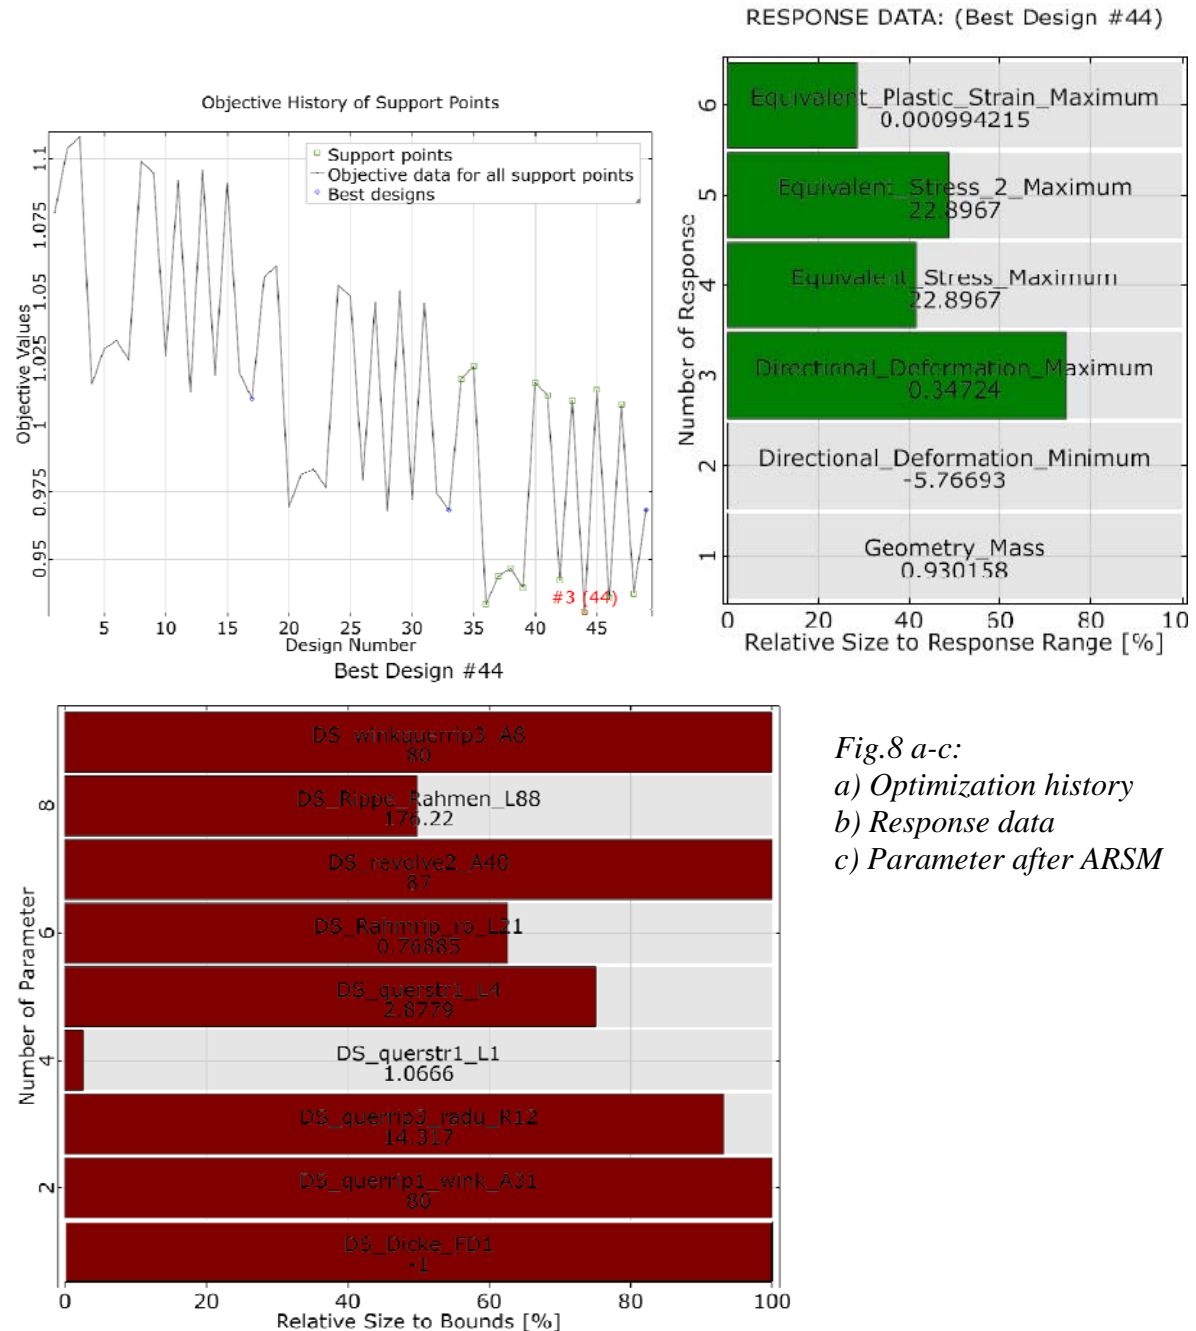 Objective History of Support Points
Support points
Objective data for all support points
Best designs
Objective Values
1.1
1.075
1.05
1.025
1
0.975
0.95
#3 (44)
5 10 15 20 25 30 35 40 45
Design Number
RESPONSE DATA: (Best Design #44)
Number of Response
6
Equivalent_Plastic_Strain_Maximum
0.000994215
5
Equivalent_Stress_2_Maximum
22.8967
4
Equivalent_Stress_Maximum
22.8967
3
Directional_Deformation_Maximum
0.34724
2
Directional_Deformation_Minimum
-5.76693
1
Geometry_Mass
0.930158
0 20 40 60 80 100
Relative Size to Response Range [%]
Best Design #44
Number of Parameter
DS_winkquerrip3_A8
80
8
DS_Rippe_Rahmen_L88
176.22
DS_revolve2_A40
87
6
DS_Rahmrip_ro_L21
0.76885
DS_querstr1_L4
2.8779
4
DS_querstr1_L1
1.0666
DS_querrip3_radu_R12
14.317
2
DS_querrip1_wink_A31
80
DS_Dicke_FD1
-1
0 20 40 60 80 100
Relative Size to Bounds [%]
Fig.8 a-c:
a) Optimization history
b) Response data
c) Parameter after ARSM